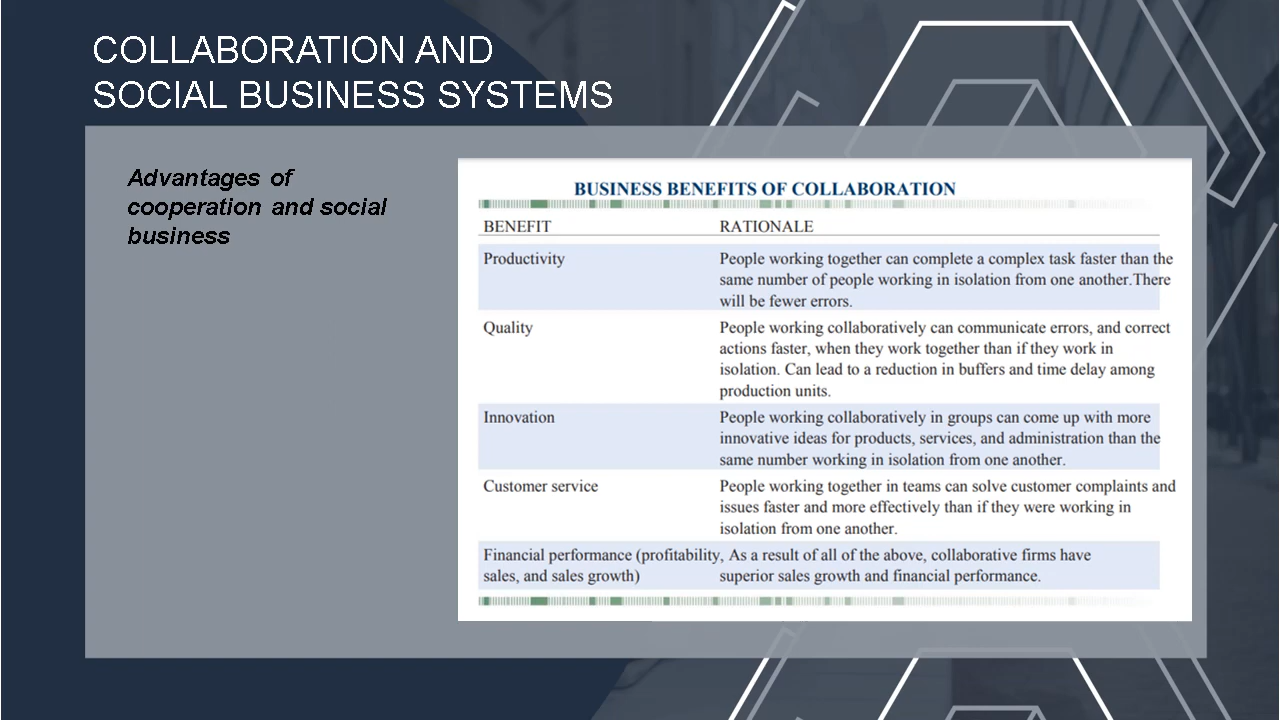 COLLABORATION AND
SOCIAL BUSINESS SYSTEMS
Advantages of
cooperation and social
business
BUSINESS BENEFITS OF COLLABORATION
BENEFIT RATIONALE
Productivity People working together can complete a complex task faster than the
same number of people working in isolation from one another.There
will be fewer errors.
Quality People working collaboratively can communicate errors, and correct
actions faster, when they work together than if they work in
isolation. Can lead to a reduction in buffers and time delay among
production units.
Innovation People working collaboratively in groups can come up with more
innovative ideas for products, services, and administration than the
same number working in isolation from one another.
Customer service People working together in teams can solve customer complaints and
issues faster and more effectively than if they were working in
isolation from one another.
Financial performance (profitability, As a result of all of the above, collaborative firms have
sales, and sales growth) superior sales growth and financial performance.